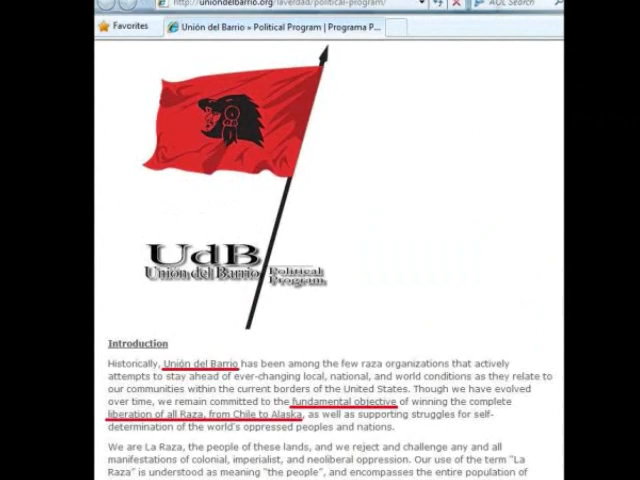 http://uniondelbarrio.org/laverdad/political-program/
AOL Search
Favorites
Unión del Barrio » Political Program | Programa P...
UdB
Unión del Barrio
Political
Program
Introduction
Historically, Unión del Barrio has been among the few raza organizations that actively
attempts to stay ahead of ever-changing local, national, and world conditions as they relate to
our communities within the current borders of the United States. Though we have evolved
over time, we remain committed to the fundamental objective of winning the complete
liberation of all Raza, from Chile to Alaska, as well as supporting struggles for self-
determination of the world's oppressed peoples and nations.
We are La Raza, the people of these lands, and we reject and challenge any and all
manifestations of colonial, imperialist, and neoliberal oppression. Our use of the term "La
Raza" is understood as meaning "the people", and encompasses the entire population of